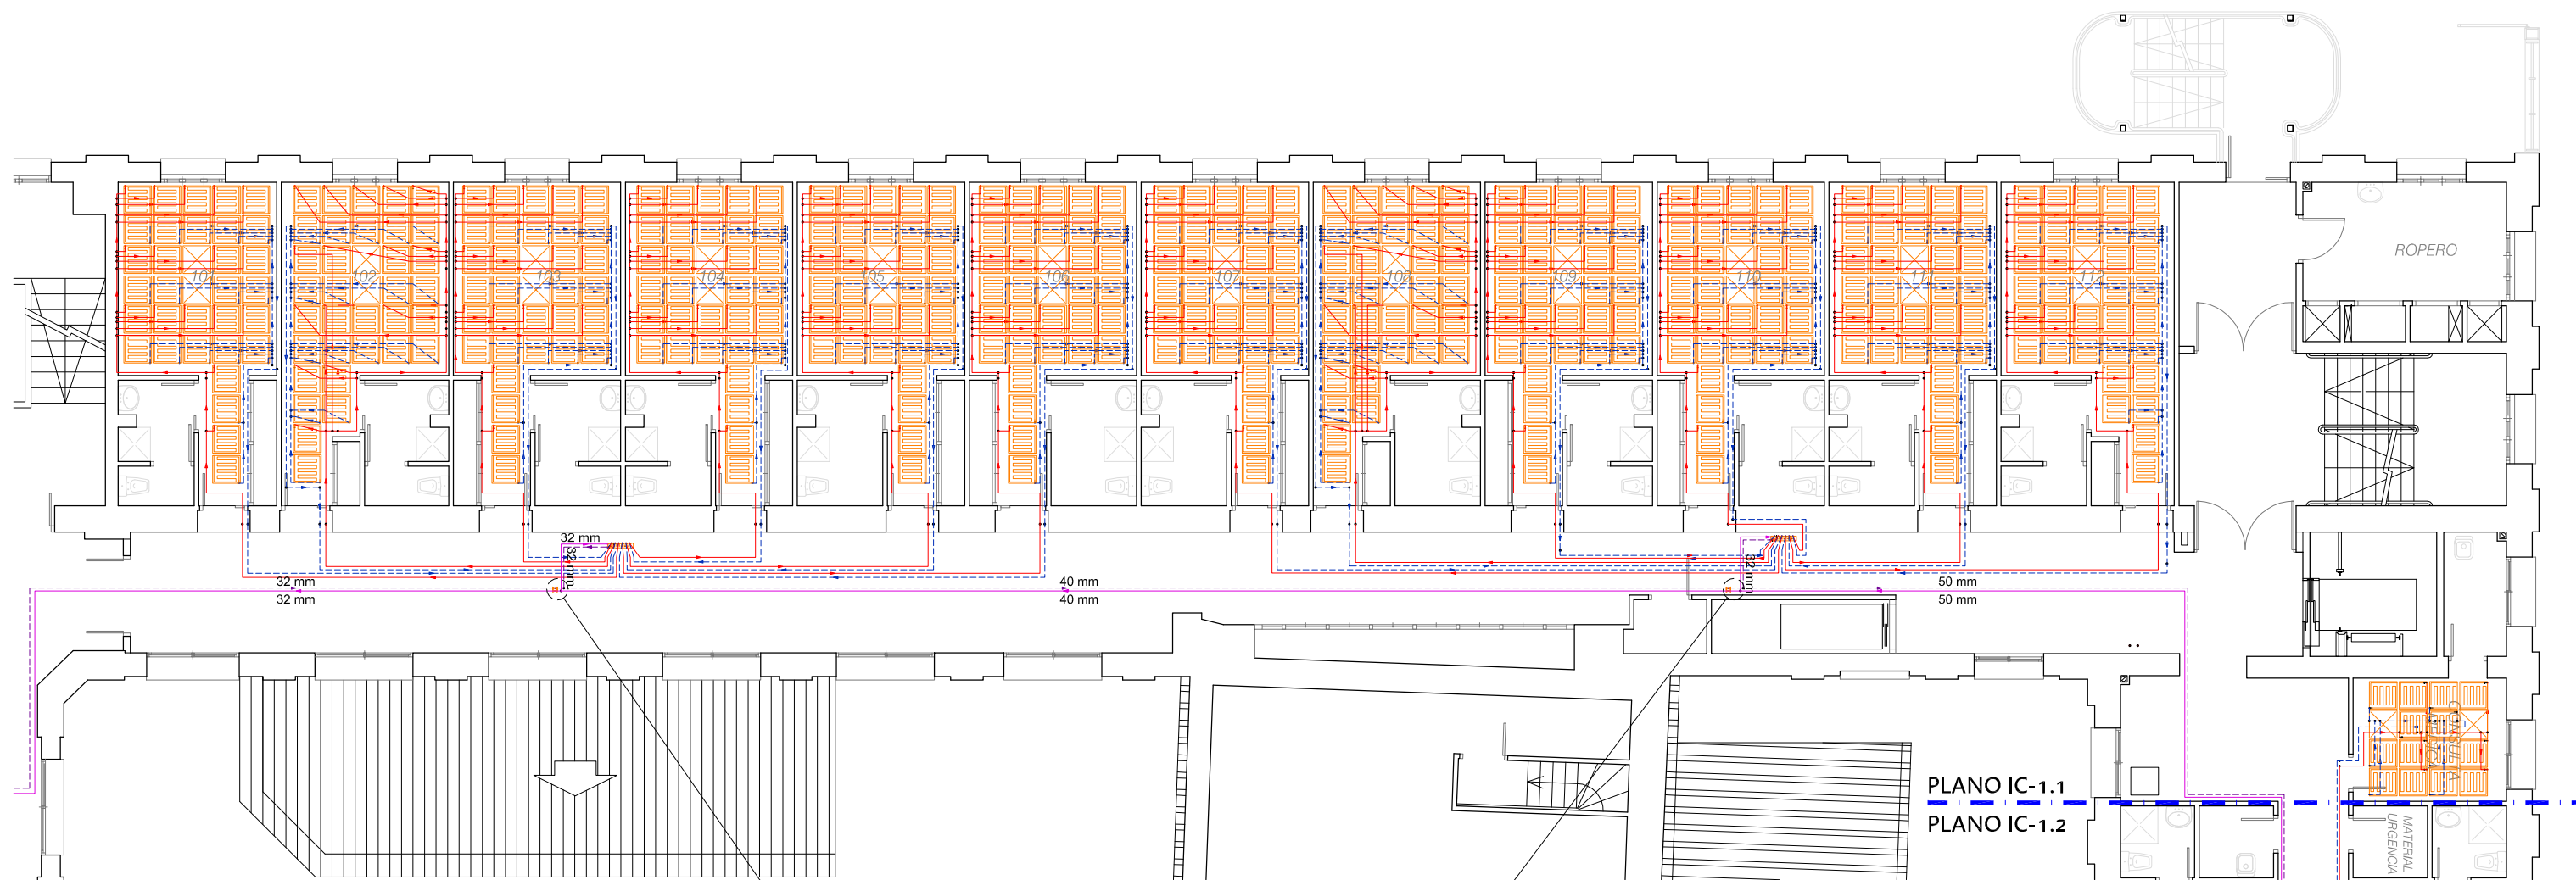 ROPERO
101
102
103
104
105
106
107
108
109
110
111
112
32 mm
32 mm
32 mm
32 mm
40 mm
40 mm
32 mm
50 mm
50 mm
CONSULTA
PLANO IC-1.1
PLANO IC-1.2
MATERIAL
URGENCIA